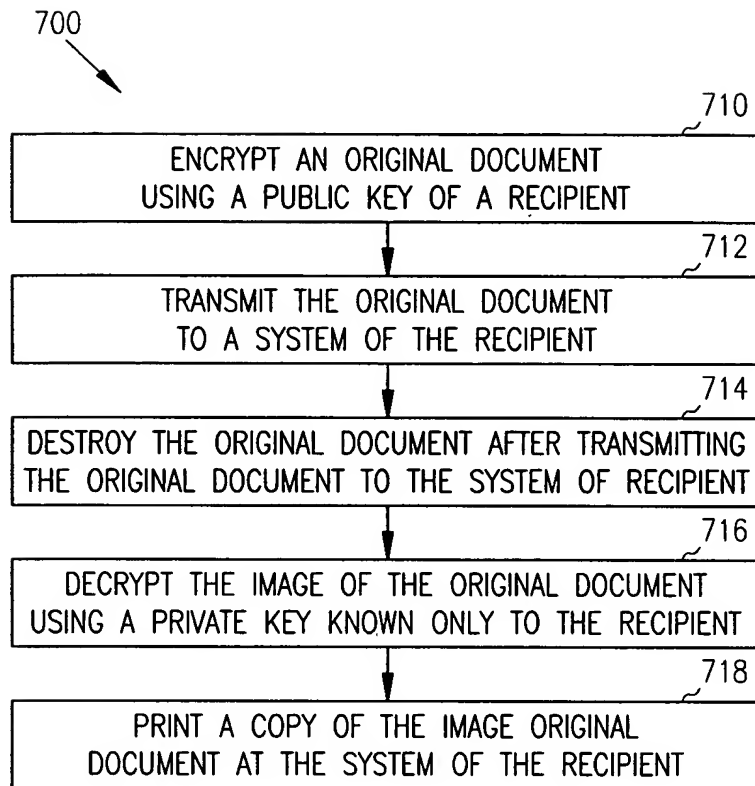 700
710
ENCRYPT AN ORIGINAL DOCUMENT
USING A PUBLIC KEY OF A RECIPIENT
712
TRANSMIT THE ORIGINAL DOCUMENT
TO A SYSTEM OF THE RECIPIENT
714
DESTROY THE ORIGINAL DOCUMENT AFTER TRANSMITTING
THE ORIGINAL DOCUMENT TO THE SYSTEM OF RECIPIENT
716
DECRYPT THE IMAGE OF THE ORIGINAL DOCUMENT
USING A PRIVATE KEY KNOWN ONLY TO THE RECIPIENT
718
PRINT A COPY OF THE IMAGE ORIGINAL
DOCUMENT AT THE SYSTEM OF THE RECIPIENT